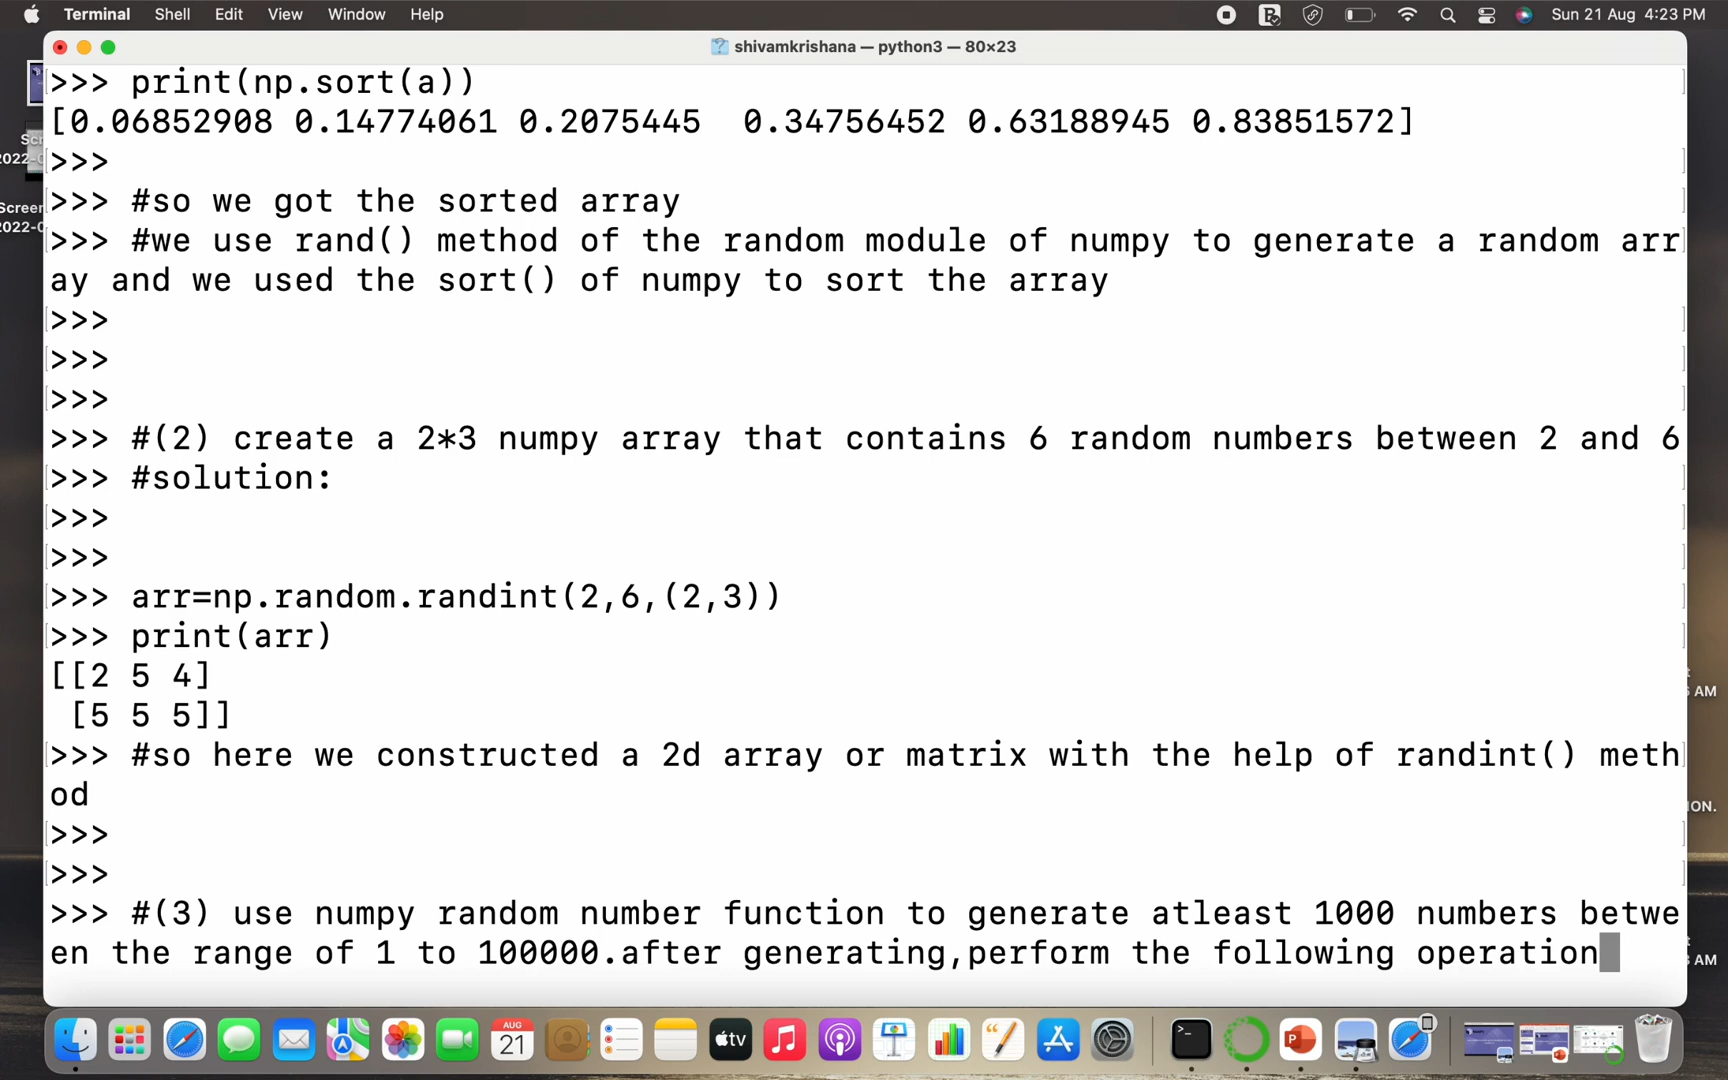 Terminal Shell Edit View Window Help Sun 21 Aug 4:23 PM
shivamkrishana — python3 — 80×23
>>> print(np.sort(a))
[0.06852908 0.14774061 0.2075445  0.34756452 0.63188945 0.83851572]
>>>
>>> #so we got the sorted array
>>> #we use rand() method of the random module of numpy to generate a random arr
ay and we used the sort() of numpy to sort the array
>>>
>>>
>>>
>>> #(2) create a 2*3 numpy array that contains 6 random numbers between 2 and 6
>>> #solution:
>>>
>>>
>>> arr=np.random.randint(2,6,(2,3))
>>> print(arr)
[[2 5 4]
 [5 5 5]]
>>> #so here we constructed a 2d array or matrix with the help of randint() meth
od
>>>
>>>
>>> #(3) use numpy random number function to generate atleast 1000 numbers betwe
en the range of 1 to 100000.after generating,perform the following operation
AUG
21
tv